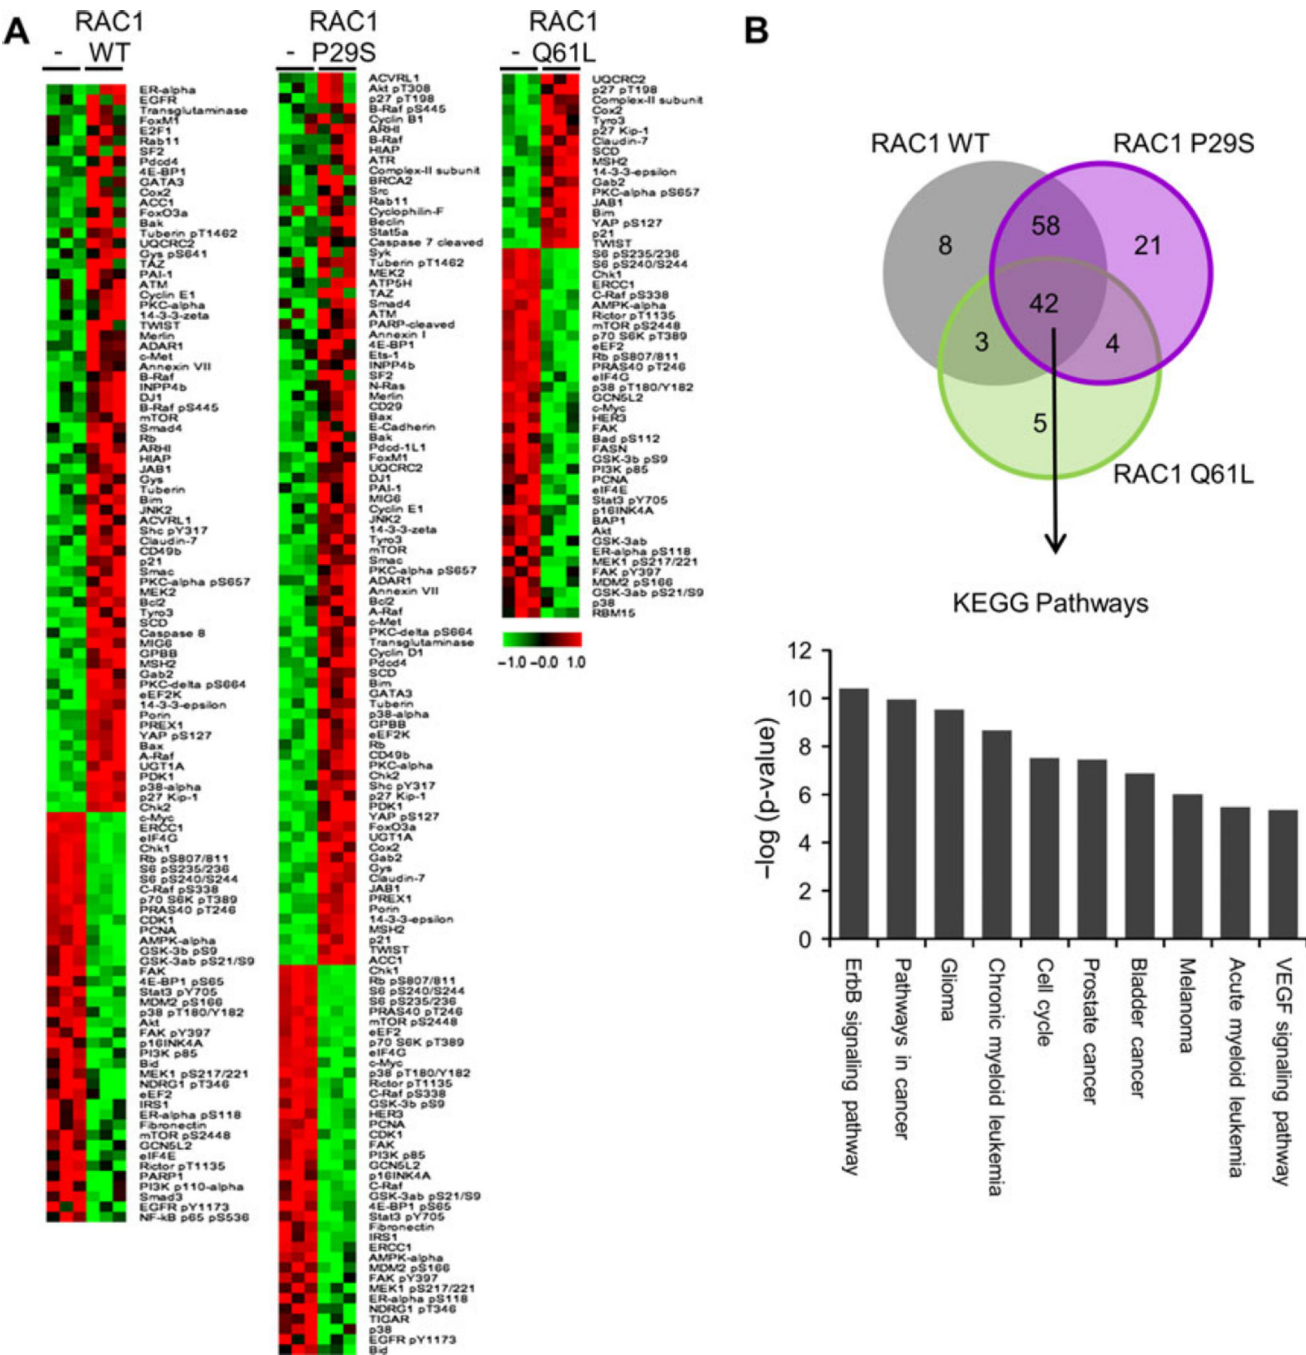 A
RAC1
- WT
ER-alpha
EGFR
Transglutaminase
FoxM1
E2F1
Rab11
SF2
Pdcd4
4E-BP1
GATA3
Cox2
ACC1
FoxO3a
Bak
Tuberin pT1462
UQCRC2
Gys pS641
TAZ
PAI-1
ATM
Cyclin E1
PKC-alpha
14-3-3-zeta
TWIST
Merlin
ADAR1
c-Met
Annexin VII
B-Raf
INPP4b
DJ1
B-Raf pS445
mTOR
Smad4
Rb
ARHI
HIAP
JAB1
Gys
Tuberin
Bim
JNK2
ACVRL1
Shc pY317
Claudin-7
CD49b
p21
Smac
PKC-alpha pS657
MEK2
Bcl2
Tyro3
SCD
Caspase 8
MIG6
GPBB
MSH2
Gab2
PKC-delta pS664
eEF2K
14-3-3-epsilon
Porin
PREX1
YAP pS127
Bax
A-Raf
UGT1A
PDK1
p38-alpha
p27 Kip-1
Chk2
c-Myc
ERCC1
eIF4G
Chk1
Rb pS807/811
S6 pS235/236
S6 pS240/S244
C-Raf pS338
p70 S6K pT389
PRAS40 pT246
CDK1
PCNA
AMPK-alpha
GSK-3b pS9
GSK-3ab pS21/S9
FAK
4E-BP1 pS65
Stat3 pY705
MDM2 pS166
p38 pT180/Y182
Akt
FAK pY397
p16INK4A
PI3K p85
Bid
MEK1 pS217/221
NDRG1 pT346
eEF2
IRS1
ER-alpha pS118
Fibronectin
mTOR pS2448
GCN5L2
eIF4E
Rictor pT1135
PARP1
PI3K p110-alpha
Smad3
EGFR pY1173
NF-kB p65 pS536
RAC1
- P29S
ACVRL1
Akt pT308
p27 pT198
B-Raf pS445
Cyclin B1
ARHI
B-Raf
HIAP
ATR
Complex-II subunit
BRCA2
Src
Rab11
Cyclophilin-F
Beclin
Stat5a
Caspase 7 cleaved
Syk
Tuberin pT1462
MEK2
ATP5H
TAZ
Smad4
ATM
PARP-cleaved
Annexin I
4E-BP1
Ets-1
INPP4b
SF2
N-Ras
Merlin
CD29
Bax
E-Cadherin
Bak
Pdcd-1L1
FoxM1
UQCRC2
DJ1
PAI-1
MIG6
Cyclin E1
JNK2
14-3-3-zeta
Tyro3
mTOR
Smac
PKC-alpha pS657
ADAR1
Annexin VII
Bcl2
A-Raf
c-Met
PKC-delta pS664
Transglutaminase
Cyclin D1
Pdcd4
SCD
Bim
GATA3
Tuberin
p38-alpha
GPBB
eEF2K
Rb
CD49b
PKC-alpha
Chk2
Shc pY317
p27 Kip-1
PDK1
YAP pS127
FoxO3a
UGT1A
Cox2
Gab2
Gys
Claudin-7
JAB1
PREX1
Porin
14-3-3-epsilon
MSH2
p21
TWIST
ACC1
Chk1
Rb pS807/811
S6 pS240/S244
S6 pS235/236
PRAS40 pT246
mTOR pS2448
eEF2
p70 S6K pT389
eIF4G
c-Myc
p38 pT180/Y182
Rictor pT1135
C-Raf pS338
GSK-3b pS9
HER3
PCNA
CDK1
FAK
PI3K p85
GCN5L2
p16INK4A
C-Raf
GSK-3ab pS21/S9
4E-BP1 pS65
Stat3 pY705
Fibronectin
IRS1
ERCC1
AMPK-alpha
MDM2 pS166
FAK pY397
MEK1 pS217/221
ER-alpha pS118
NDRG1 pT346
TIGAR
p38
EGFR pY1173
Bid
RAC1
- Q61L
UQCRC2
p27 pT198
Complex-II subunit
Cox2
Tyro3
p27 Kip-1
Claudin-7
SCD
MSH2
14-3-3-epsilon
Gab2
PKC-alpha pS657
JAB1
Bim
YAP pS127
p21
TWIST
S6 pS235/236
S6 pS240/S244
Chk1
ERCC1
C-Raf pS338
AMPK-alpha
Rictor pT1135
mTOR pS2448
p70 S6K pT389
eEF2
Rb pS807/811
PRAS40 pT246
eIF4G
p38 pT180/Y182
GCN5L2
c-Myc
HER3
FAK
Bad pS112
FASN
GSK-3b pS9
PI3K p85
PCNA
eIF4E
Stat3 pY705
p16INK4A
BAP1
Akt
GSK-3ab
ER-alpha pS118
MEK1 pS217/221
FAK pY397
MDM2 pS166
GSK-3ab pS21/S9
p38
RBM15
-1.0 -0.0 1.0
B
RAC1 WT
RAC1 P29S
8
58
21
42
3
4
5
RAC1 Q61L
KEGG Pathways
12
10
8
6
4
2
0
-log (p-value)
ErbB signaling pathway
Pathways in cancer
Glioma
Chronic myeloid leukemia
Cell cycle
Prostate cancer
Bladder cancer
Melanoma
Acute myeloid leukemia
VEGF signaling pathway